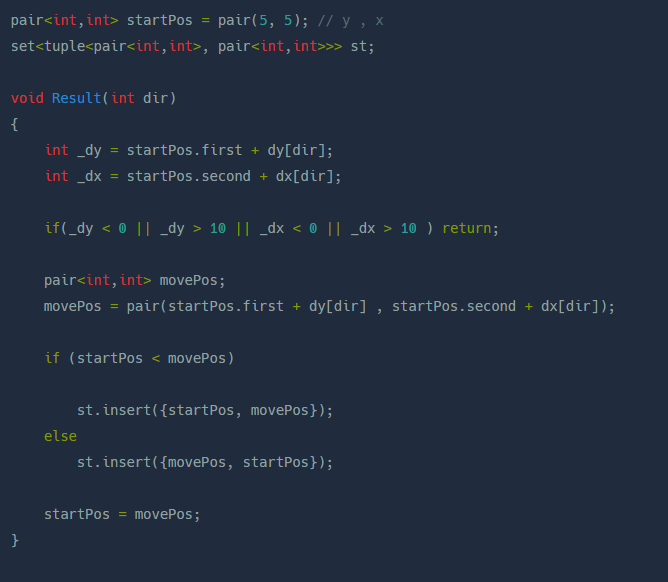 pair<int,int> startPos = pair(5, 5); // y , x
set<tuple<pair<int,int>, pair<int,int>>> st;
void Result(int dir)
{
int _dy = startPos.first + dy[dir];
int _dx = startPos.second + dx[dir];
if(_dy < 0 || _dy > 10 || _dx < 0 || _dx > 10 ) return;
pair<int,int> movePos;
movePos = pair(startPos.first + dy[dir] , startPos.second + dx[dir]);
if (startPos < movePos)
st.insert({startPos, movePos});
else
st.insert({movePos, startPos});
startPos = movePos;
}